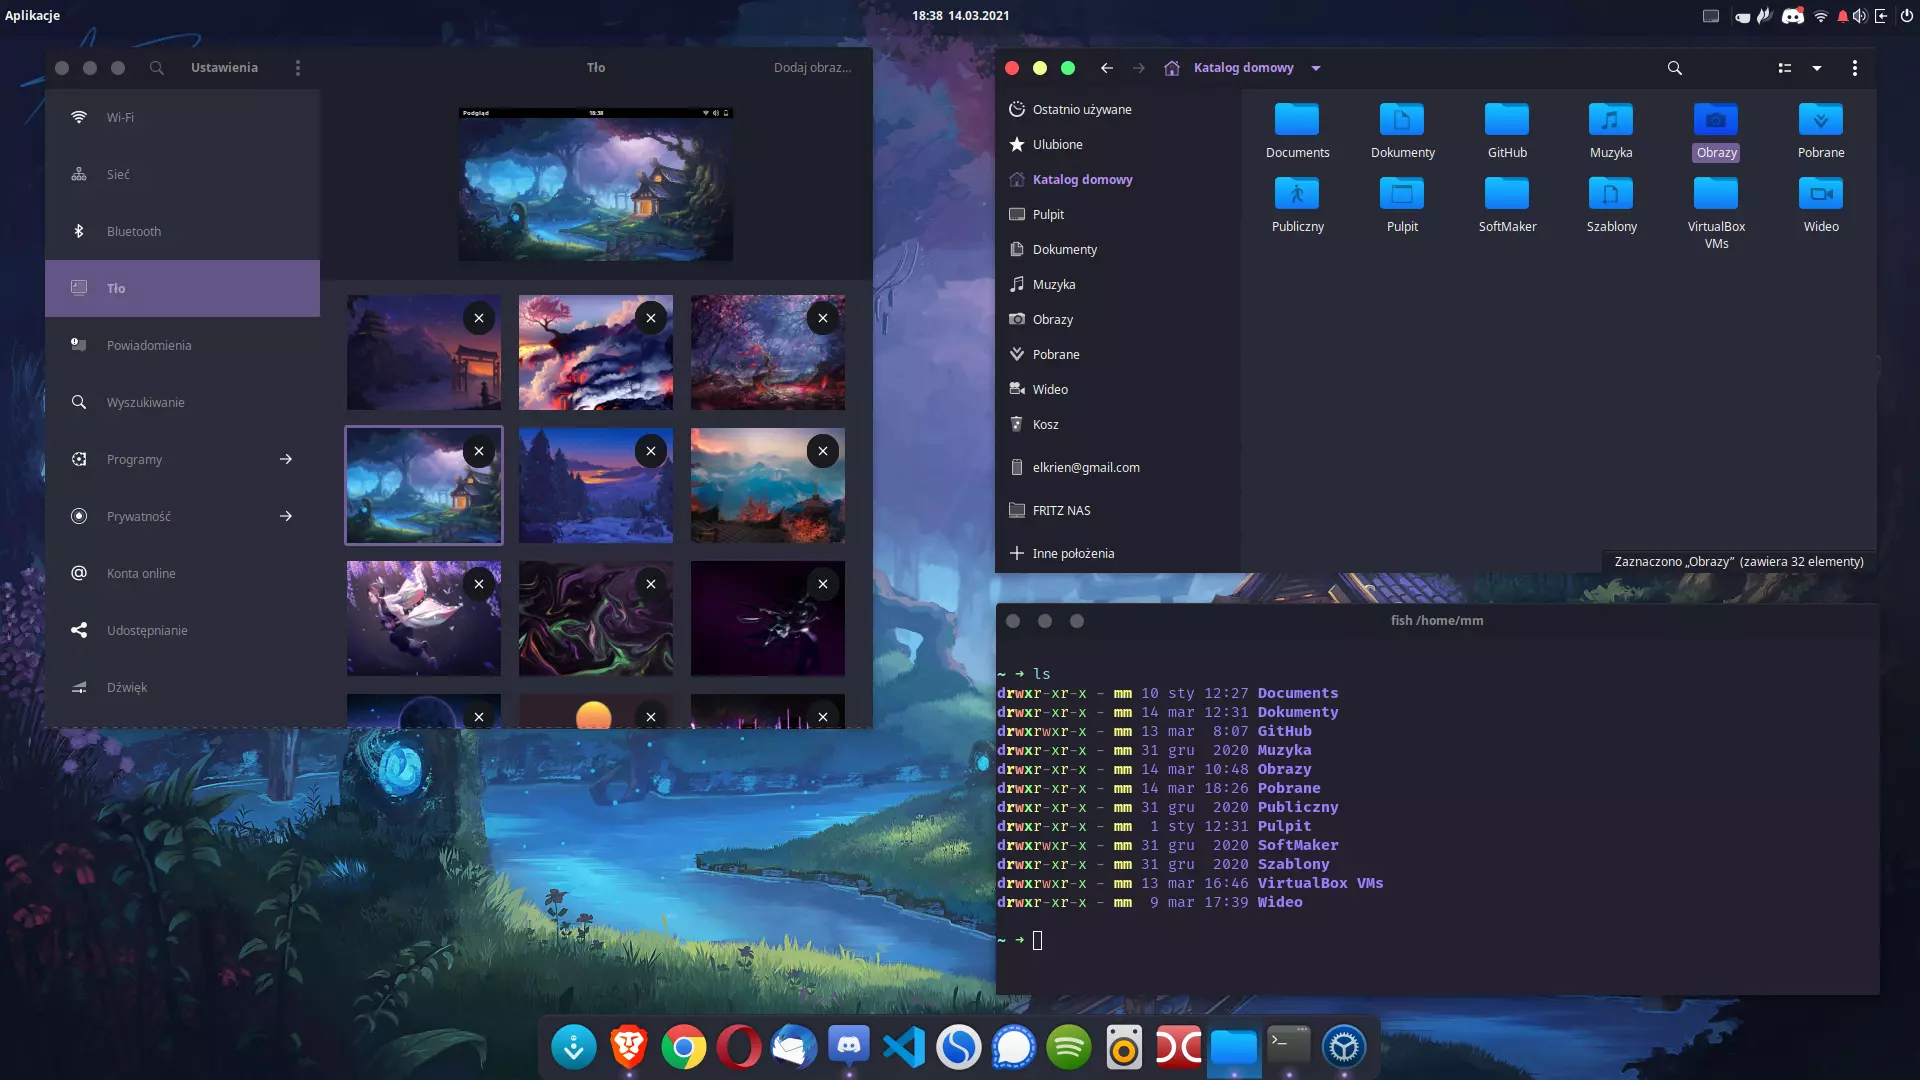 Aplikacje
18:38 14.03.2021
Ustawienia
Tło
Dodaj obraz...
Wi-Fi
Sieć
Bluetooth
Tło
Powiadomienia
Wyszukiwanie
Programy
Prywatność
Konta online
Udostępnianie
Dźwięk
Podgląd
18:38
Katalog domowy
Ostatnio używane
Ulubione
Katalog domowy
Pulpit
Dokumenty
Muzyka
Obrazy
Pobrane
Wideo
Kosz
elkrien@gmail.com
FRITZ NAS
Inne położenia
Documents
Dokumenty
GitHub
Muzyka
Obrazy
Pobrane
Publiczny
Pulpit
SoftMaker
Szablony
VirtualBox
VMs
Wideo
Zaznaczono „Obrazy” (zawiera 32 elementy)
fish /home/mm
~ ➜ ls
drwxr-xr-x - mm 10 sty 12:27 Documents
drwxr-xr-x - mm 14 mar 12:31 Dokumenty
drwxrwxr-x - mm 13 mar 8:07 GitHub
drwxr-xr-x - mm 31 gru 2020 Muzyka
drwxr-xr-x - mm 14 mar 10:48 Obrazy
drwxr-xr-x - mm 14 mar 18:26 Pobrane
drwxr-xr-x - mm 31 gru 2020 Publiczny
drwxr-xr-x - mm 1 sty 12:31 Pulpit
drwxrwxr-x - mm 31 gru 2020 SoftMaker
drwxr-xr-x - mm 31 gru 2020 Szablony
drwxrwxr-x - mm 13 mar 16:46 VirtualBox VMs
drwxr-xr-x - mm 9 mar 17:39 Wideo
~ ➜